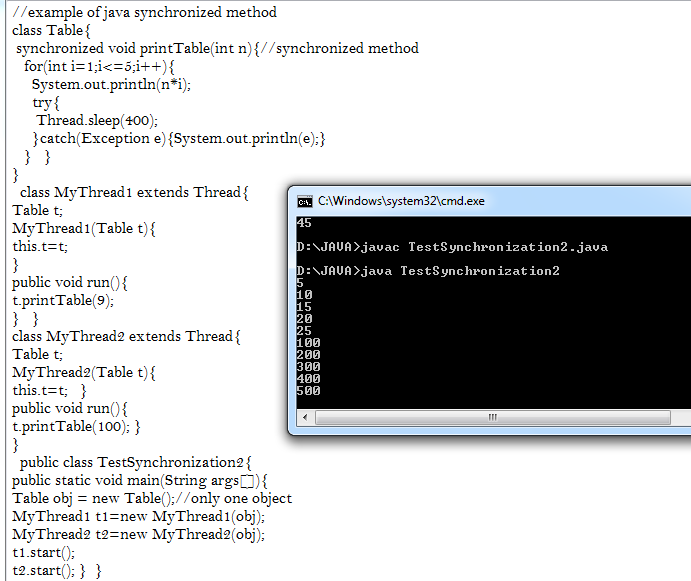 //example of java synchronized method
class Table{
synchronized void printTable(int n){//synchronized method
for(int i=1;i<=5;i++){
System.out.println(n*i);
try{
Thread.sleep(400);
}catch(Exception e){System.out.println(e);}
} }
}
class MyThread1 extends Thread{
Table t;
MyThread1(Table t){
this.t=t;
}
public void run(){
t.printTable(9);
} }
class MyThread2 extends Thread{
Table t;
MyThread2(Table t){
this.t=t; }
public void run(){
t.printTable(100); }
}
public class TestSynchronization2{
public static void main(String args[]){
Table obj = new Table();//only one object
MyThread1 t1=new MyThread1(obj);
MyThread2 t2=new MyThread2(obj);
t1.start();
t2.start(); } }
C:\Windows\system32\cmd.exe
45
D:\JAVA>javac TestSynchronization2.java
D:\JAVA>java TestSynchronization2
5
10
15
20
25
100
200
300
400
500